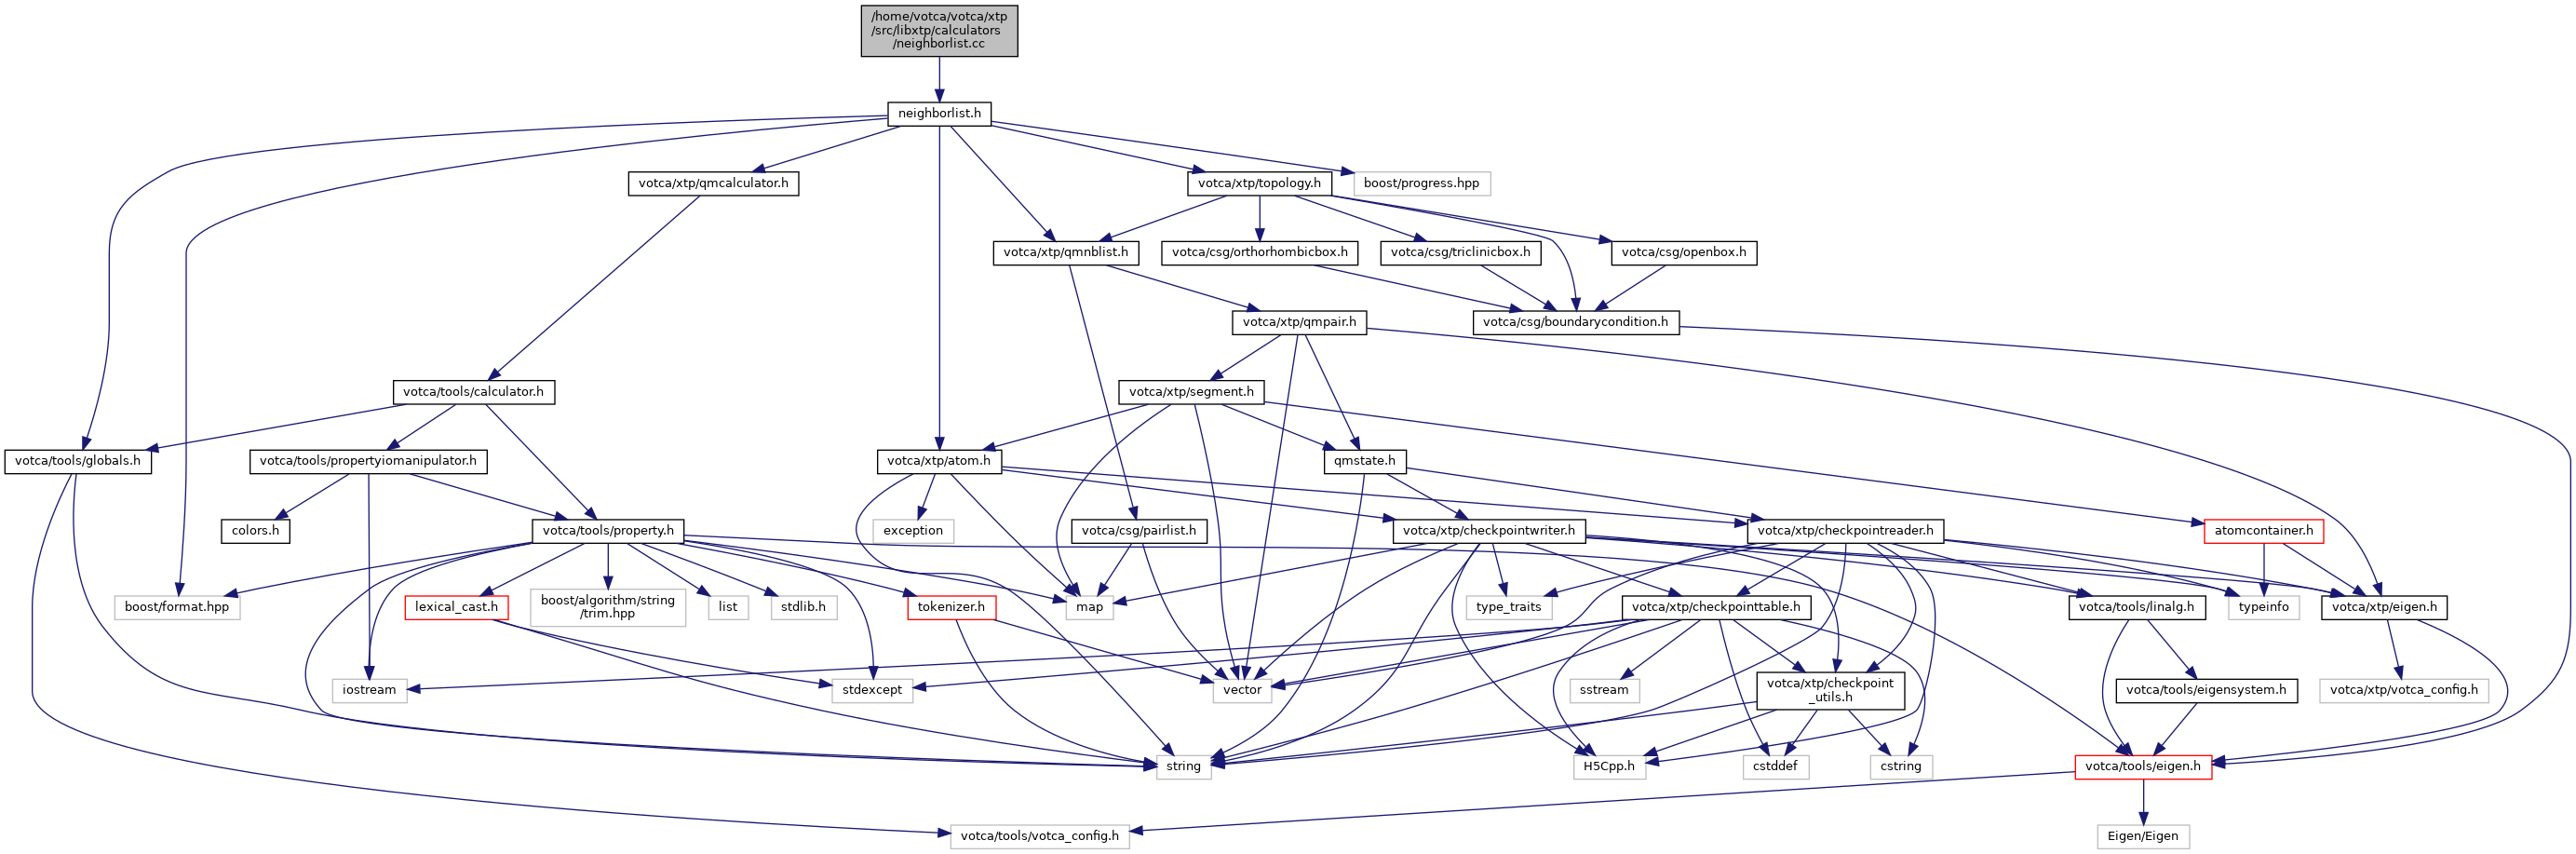 /home/votca/votca/xtp
/src/libxtp/calculators
/neighborlist.cc
neighborlist.h
votca/xtp/qmcalculator.h
votca/xtp/topology.h
boost/progress.hpp
votca/xtp/qmnblist.h
votca/csg/orthorhombicbox.h
votca/csg/triclinicbox.h
votca/csg/openbox.h
votca/xtp/qmpair.h
votca/csg/boundarycondition.h
votca/tools/calculator.h
votca/xtp/segment.h
votca/tools/globals.h
votca/tools/propertyiomanipulator.h
votca/xtp/atom.h
qmstate.h
colors.h
votca/tools/property.h
exception
votca/csg/pairlist.h
votca/xtp/checkpointwriter.h
votca/xtp/checkpointreader.h
atomcontainer.h
boost/format.hpp
lexical_cast.h
boost/algorithm/string
/trim.hpp
list
stdlib.h
tokenizer.h
map
type_traits
votca/xtp/checkpointtable.h
votca/tools/linalg.h
typeinfo
votca/xtp/eigen.h
iostream
stdexcept
vector
sstream
votca/xtp/checkpoint
_utils.h
votca/tools/eigensystem.h
votca/xtp/votca_config.h
string
H5Cpp.h
cstddef
cstring
votca/tools/eigen.h
votca/tools/votca_config.h
Eigen/Eigen